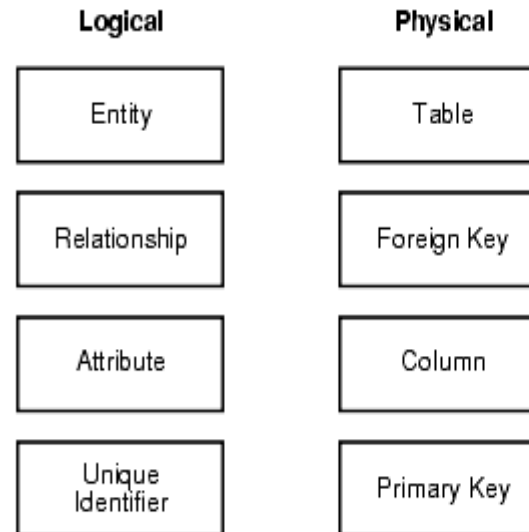 Logical Physical
Entity Table
Relationship Foreign Key
Attribute Column
Unique
Identifier Primary Key